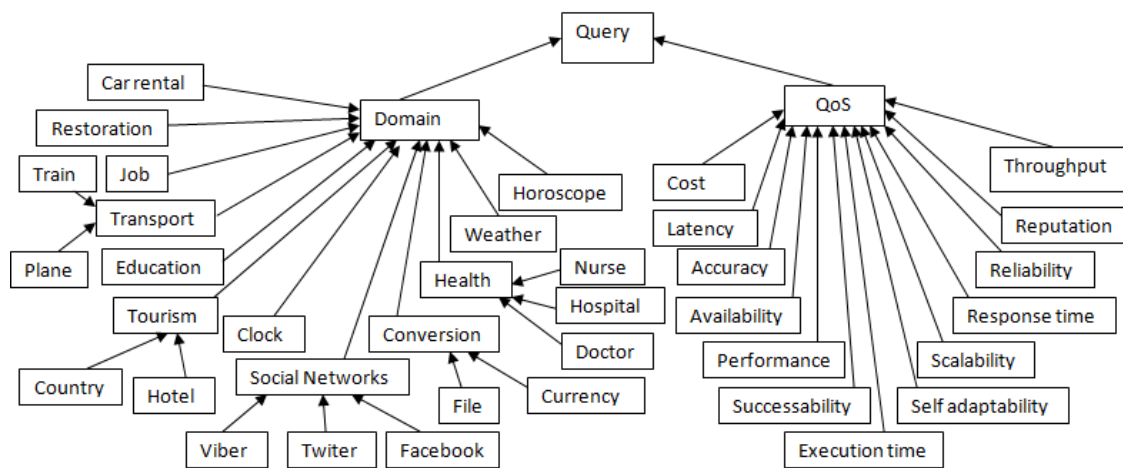 Query
Car rental
Domain
QoS
Restoration
Train
Job
Throughput
Cost
Horoscope
Transport
Latency
Reputation
Weather
Plane
Education
Accuracy
Reliability
Health
Nurse
Hospital
Tourism
Availability
Response time
Clock
Conversion
Doctor
Performance
Scalability
Country
Hotel
Social Networks
File
Currency
Successability
Self adaptability
Viber
Twiter
Facebook
Execution time